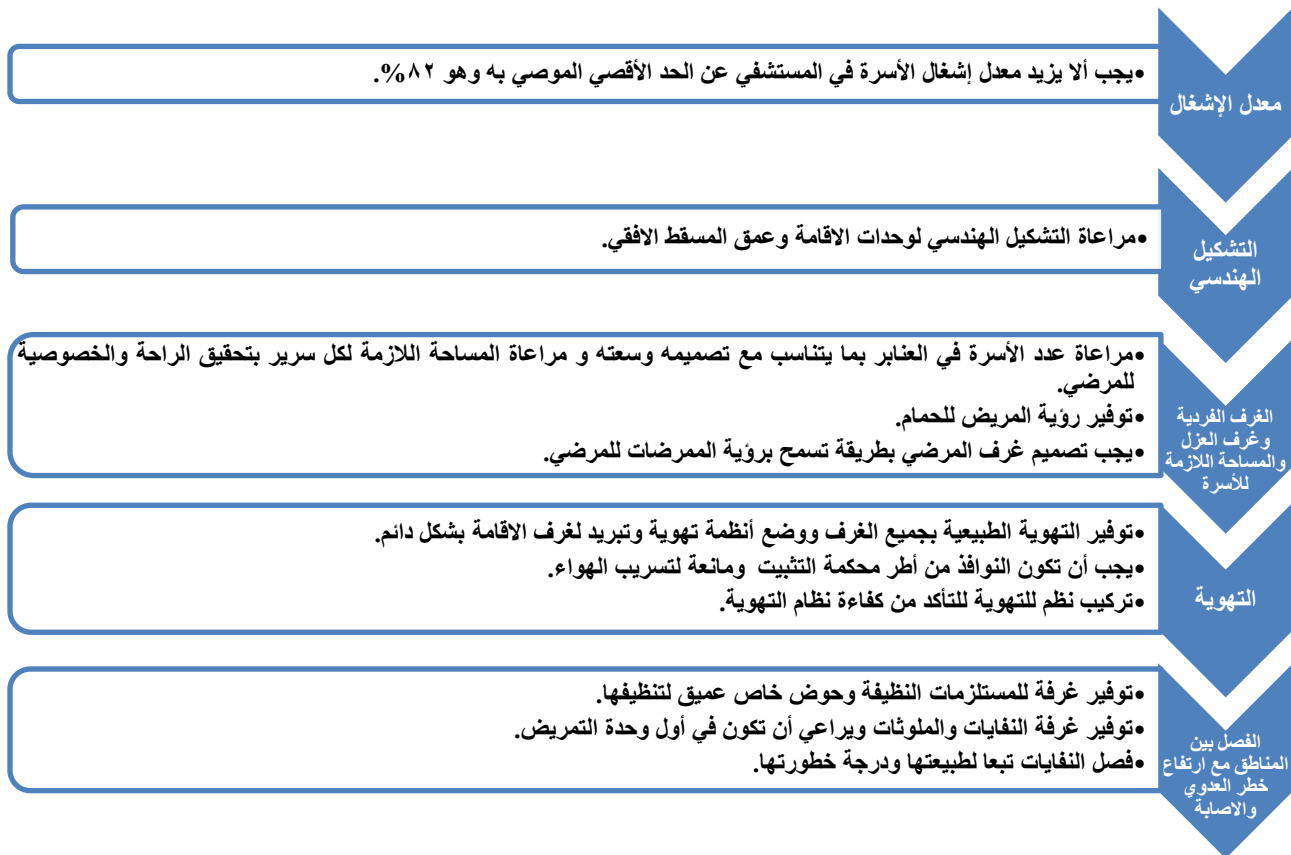 معدل الإشغال
•يجب ألا يزيد معدل إشغال الأسرة في المستشفي عن الحد الأقصي الموصي به وهو ٨٢%.
التشكيل
الهندسي
•مراعاة التشكيل الهندسي لوحدات الاقامة وعمق المسقط الافقي.
الغرف الفردية
وغرف العزل
والمساحة اللازمة
للأسرة
•مراعاة عدد الأسرة في العنابر بما يتناسب مع تصميمه وسعته و مراعاة المساحة اللازمة لكل سرير بتحقيق الراحة والخصوصية
للمرضي.
•توفير رؤية المريض للحمام.
•يجب تصميم غرف المرضي بطريقة تسمح برؤية الممرضات للمرضي.
التهوية
•توفير التهوية الطبيعية بجميع الغرف ووضع أنظمة تهوية وتبريد لغرف الاقامة بشكل دائم.
•يجب أن تكون النوافذ من أطر محكمة التثبيت ومانعة لتسريب الهواء.
•تركيب نظم للتهوية للتأكد من كفاءة نظام التهوية.
الفصل بين
المناطق مع ارتفاع
خطر العدوي
والاصابة
•توفير غرفة للمستلزمات النظيفة وحوض خاص عميق لتنظيفها.
•توفير غرفة النفايات والملوثات ويراعي أن تكون في أول وحدة التمريض.
•فصل النفايات تبعا لطبيعتها ودرجة خطورتها.